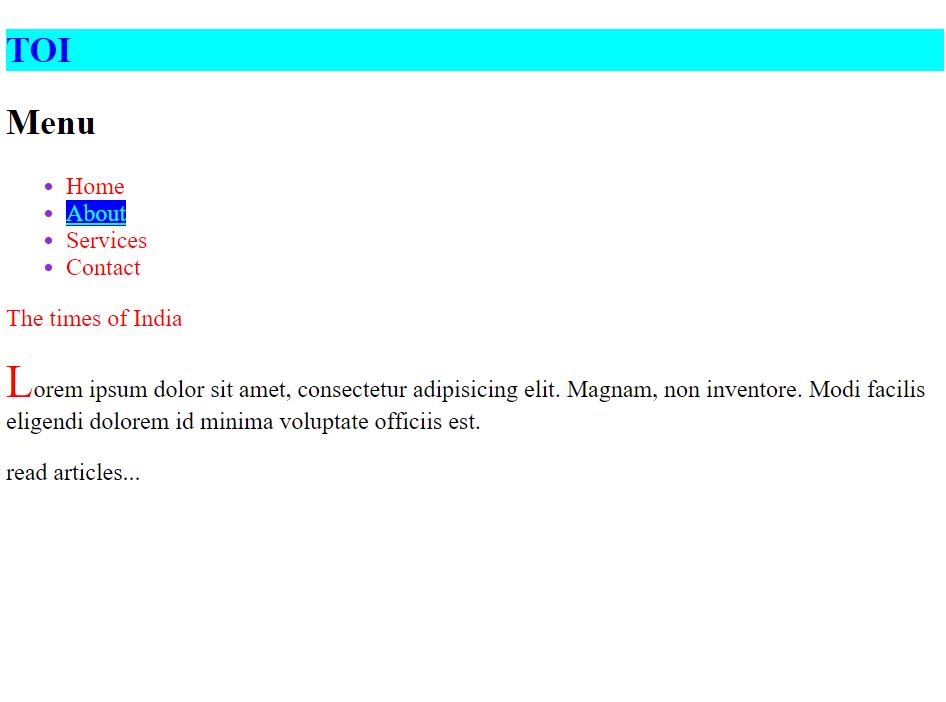 TOI
Menu
Home
About
Services
Contact
The times of India
Lorem ipsum dolor sit amet, consectetur adipisicing elit. Magnam, non inventore. Modi facilis
eligendi dolorem id minima voluptate officiis est.
read articles...